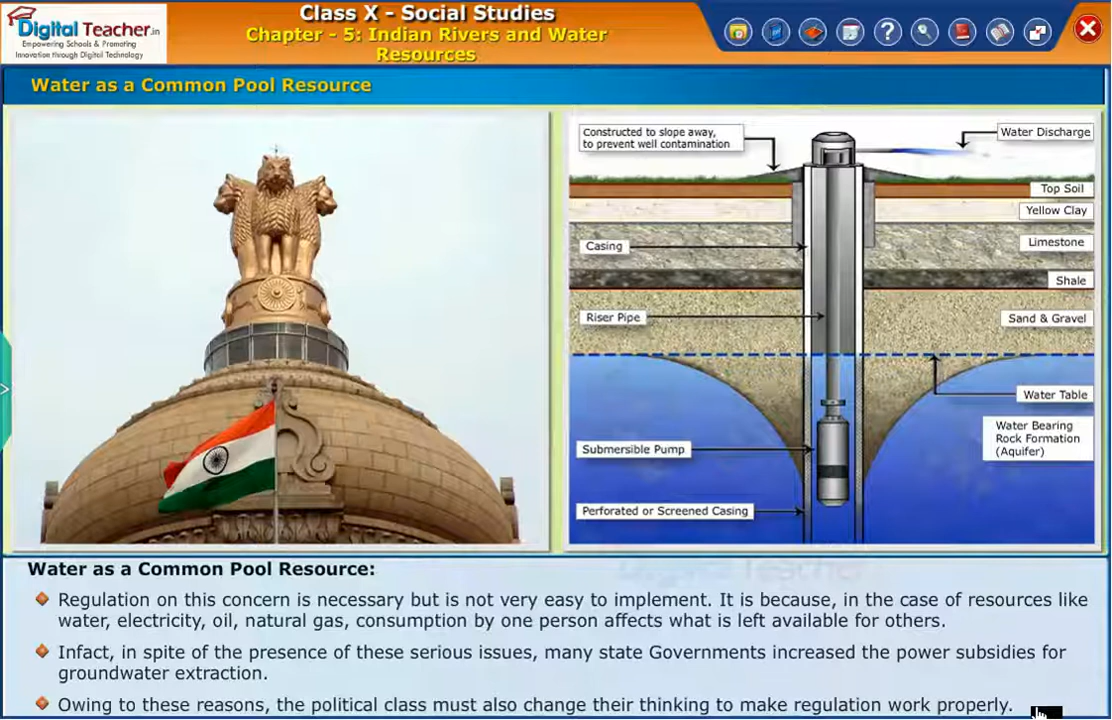 Digital Teacher.in
Empowering Schools & Promoting
Innovation through Digital Technology
Class X - Social Studies
Chapter - 5: Indian Rivers and Water
Resources
Water as a Common Pool Resource
Constructed to slope away,
to prevent well contamination
Water Discharge
Top Soil
Yellow Clay
Casing
Limestone
Shale
Riser Pipe
Sand & Gravel
Water Table
Water Bearing
Rock Formation
(Aquifer)
Submersible Pump
Perforated or Screened Casing
Water as a Common Pool Resource:
Regulation on this concern is necessary but is not very easy to implement. It is because, in the case of resources like
water, electricity, oil, natural gas, consumption by one person affects what is left available for others.
Infact, in spite of the presence of these serious issues, many state Governments increased the power subsidies for
groundwater extraction.
Owing to these reasons, the political class must also change their thinking to make regulation work properly.